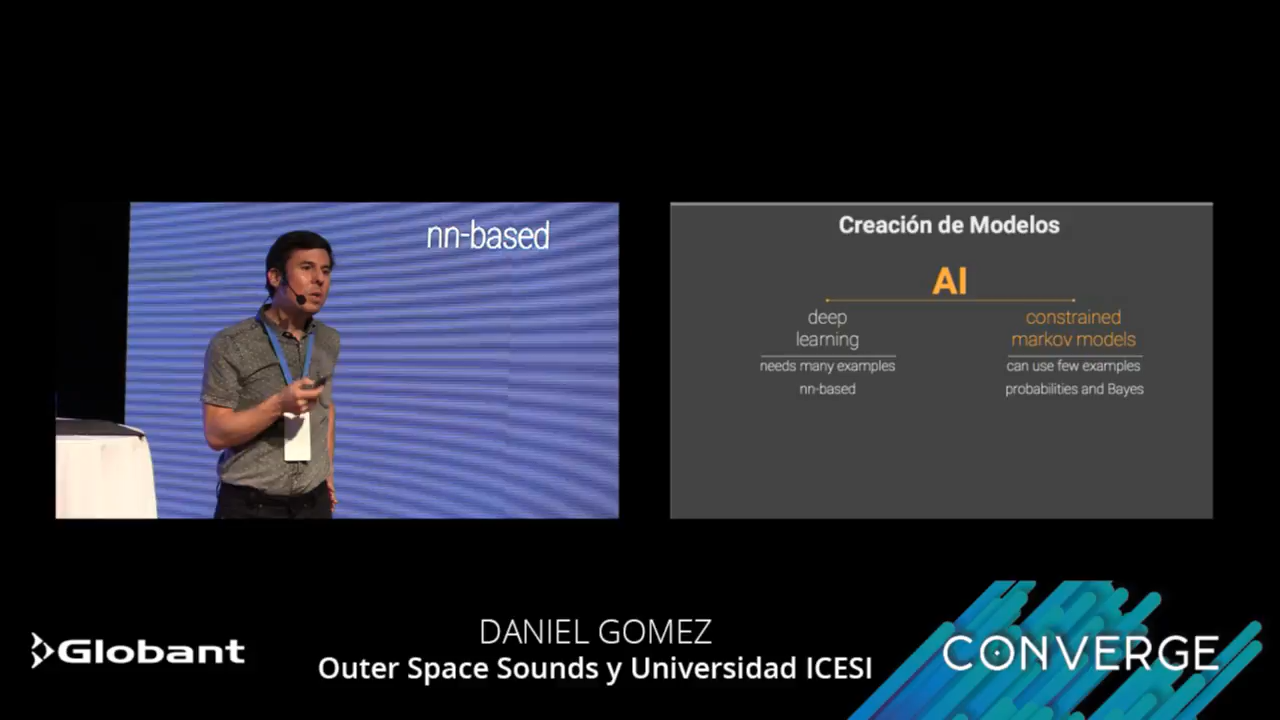 nn-based
Creación de Modelos
AI
deep
learning
needs many examples
nn-based
constrained
markov models
can use few examples
probabilities and Bayes
Globant
DANIEL GOMEZ
Outer Space Sounds y Universidad ICESI
CONVERGE